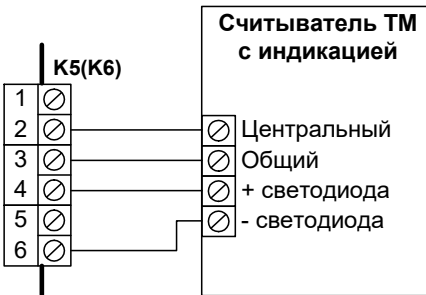 Считыватель ТМ
с индикацией
K5(K6)
1
2
3
4
5
6
Центральный
Общий
+ светодиода
- светодиода